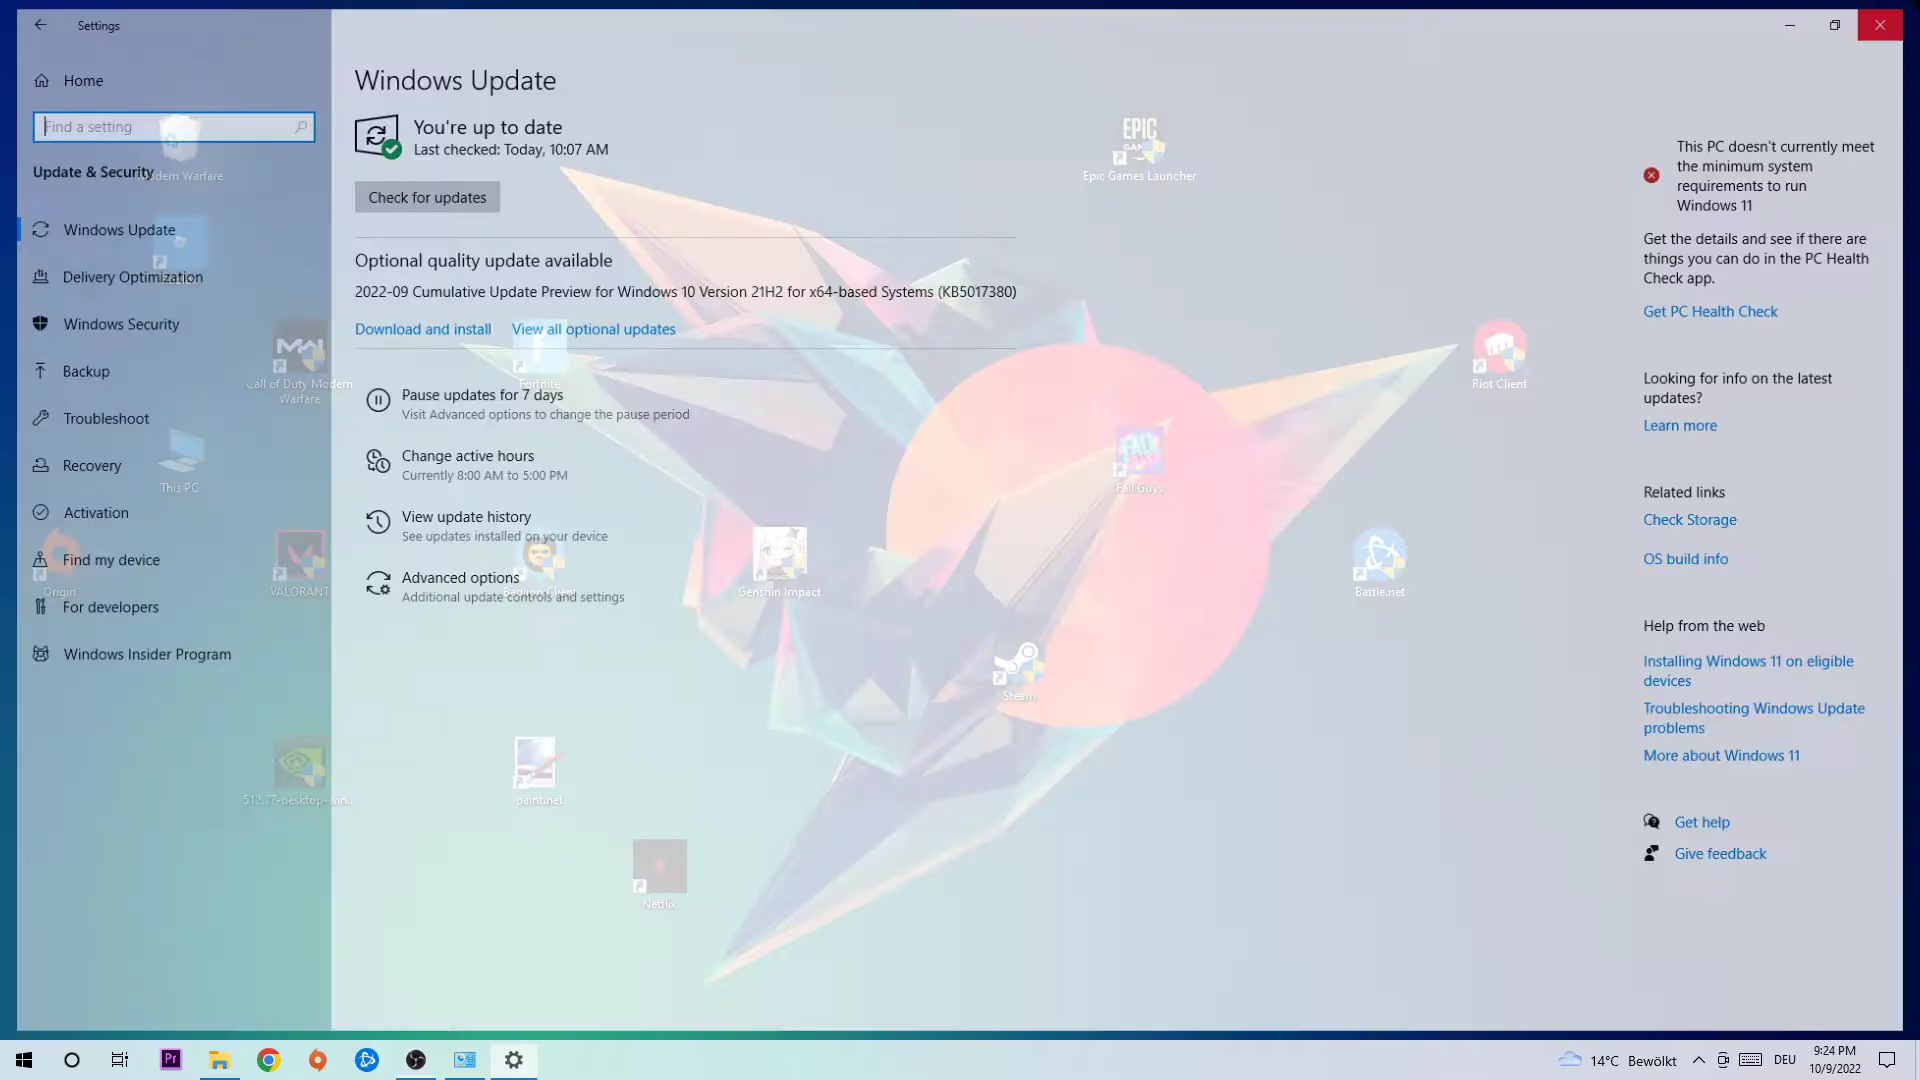 Settings
Home
Find a setting
Update & Security
Windows Update
Delivery Optimization
Windows Security
Backup
Troubleshoot
Recovery
Activation
Find my device
For developers
Windows Insider Program
Windows Update
You're up to date
Last checked: Today, 10:07 AM
Check for updates
Optional quality update available
2022-09 Cumulative Update Preview for Windows 10 Version 21H2 for x64-based Systems (KB5017380)
Download and install View all optional updates
Pause updates for 7 days
Visit Advanced options to change the pause period
Change active hours
Currently 8:00 AM to 5:00 PM
View update history
See updates installed on your device
Advanced options
Additional update controls and settings
This PC doesn't currently meet
the minimum system
requirements to run
Windows 11
Get the details and see if there are
things you can do in the PC Health
Check app.
Get PC Health Check
Looking for info on the latest
updates?
Learn more
Related links
Check Storage
OS build info
Help from the web
Installing Windows 11 on eligible
devices
Troubleshooting Windows Update
problems
More about Windows 11
Get help
Give feedback
Warfare
EPIC
Epic Games Launcher
Call of Duty Modern
Warfare
Fortnite
Riot Client
This PC
FALL
Fall Guys
Origin
VALORANT
Badlion Client
Genshin Impact
Battle.net
Steam
512.77-desktop-win...
paint.net
Netflix
Pr
14°C Bewölkt
DEU
9:24 PM
10/9/2022